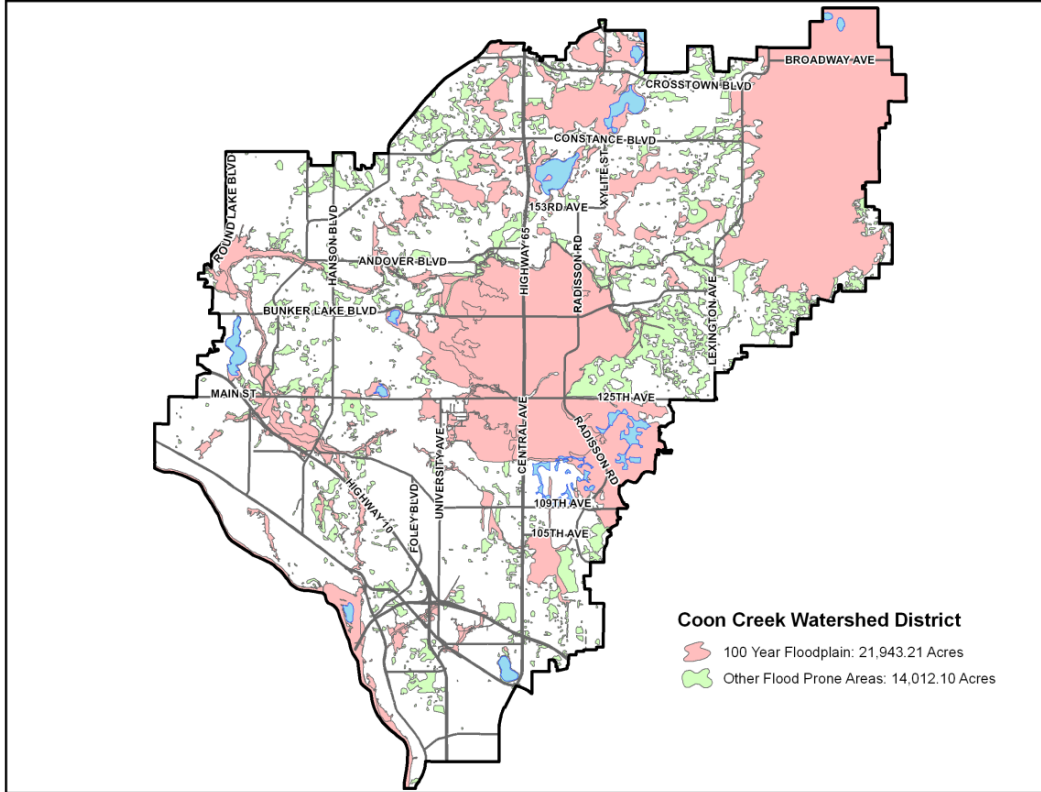 BROADWAY AVE
CROSSTOWN BLVD
CONSTANCE BLVD
XYLITE ST
ROUND LAKE BLVD
153RD AVE
HANSON BLVD
HIGHWAY 65
RADISSON RD
ANDOVER BLVD
LEXINGTON AVE
BUNKER LAKE BLVD
MAIN ST
125TH AVE
UNIVERSITY AVE
CENTRAL AVE
RADISSON RD
HIGHWAY 10
FOLEY BLVD
109TH AVE
105TH AVE
Coon Creek Watershed District
100 Year Floodplain: 21,943.21 Acres
Other Flood Prone Areas: 14,012.10 Acres